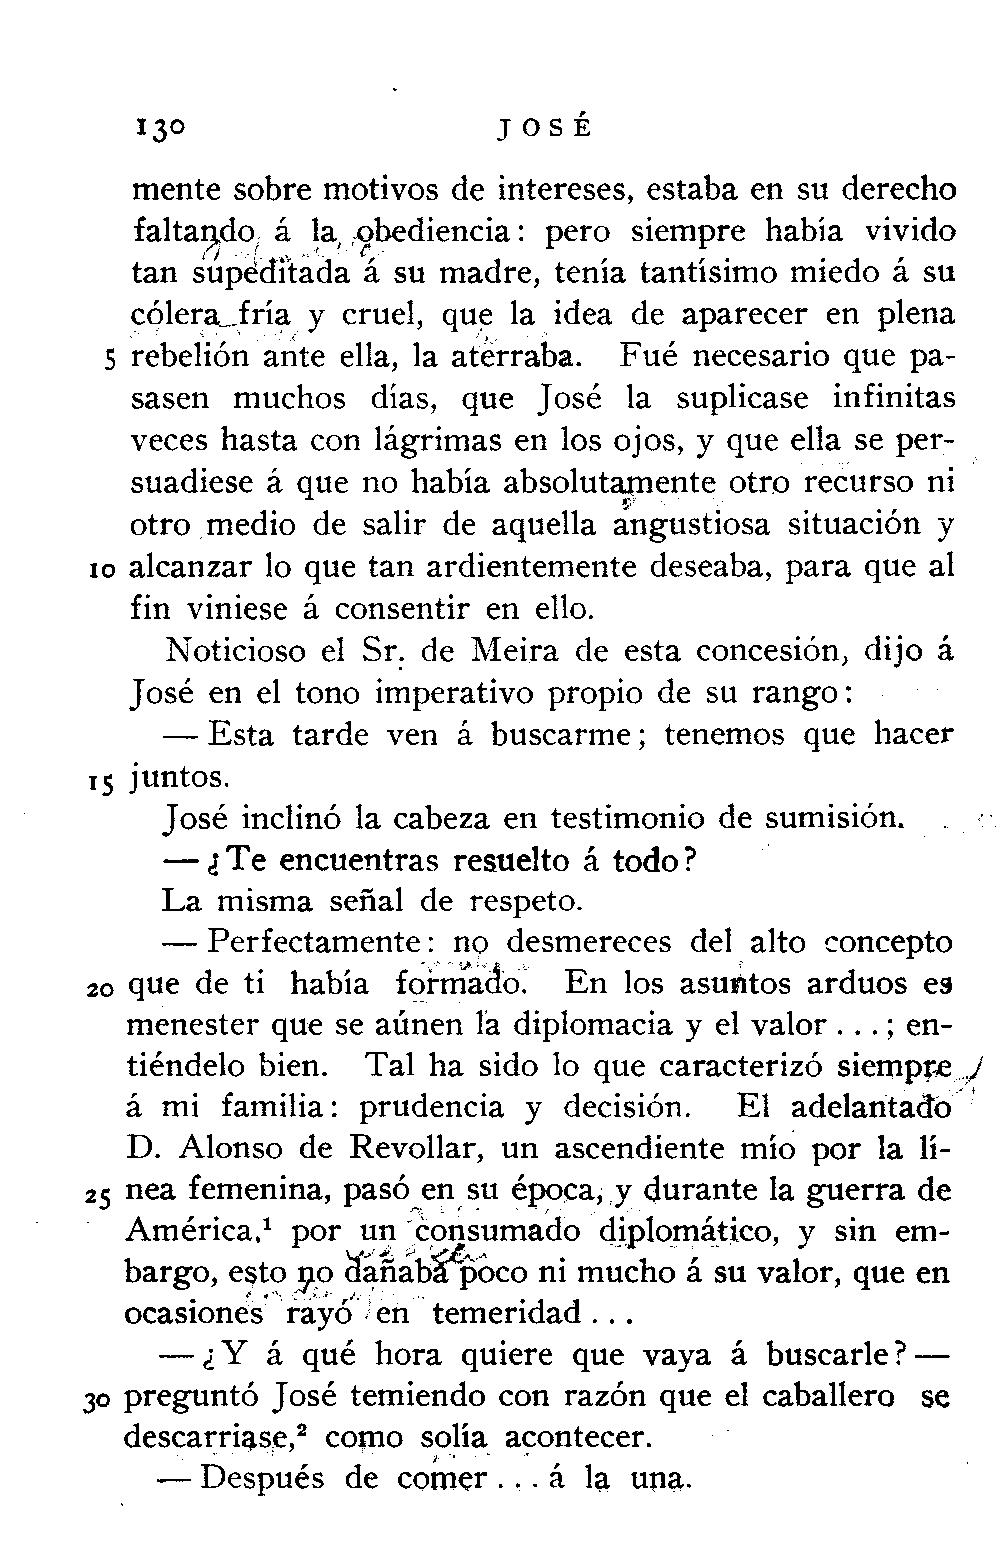 130 JOSÉ
mente sobre motivos de intereses, estaba en su derecho
faltando á la obediencia: pero siempre había vivido
tan supeditada á su madre, tenía tantísimo miedo á su
cólera fría y cruel, que la idea de aparecer en plena
5 rebelión ante ella, la aterraba. Fué necesario que pa-
sasen muchos días, que José la suplicase infinitas
veces hasta con lágrimas en los ojos, y que ella se per-
suadiese á que no había absolutamente otro recurso ni
otro medio de salir de aquella angustiosa situación y
10 alcanzar lo que tan ardientemente deseaba, para que al
fin viniese á consentir en ello.
Noticioso el Sr. de Meira de esta concesión, dijo á
José en el tono imperativo propio de su rango:
— Esta tarde ven á buscarme; tenemos que hacer
15 juntos.
José inclinó la cabeza en testimonio de sumisión.
— ¿Te encuentras resuelto á todo?
La misma señal de respeto.
— Perfectamente: no desmereces del alto concepto
20 que de ti había formado. En los asuntos arduos es
menester que se aúnen la diplomacia y el valor . . . ; en-
tiéndelo bien. Tal ha sido lo que caracterizó siempre
á mi familia: prudencia y decisión. El adelantado
D. Alonso de Revollar, un ascendiente mío por la lí-
25 nea femenina, pasó en su época, y durante la guerra de
América,¹ por un consumado diplomático, y sin em-
bargo, esto no dañaba poco ni mucho á su valor, que en
ocasiones rayó en temeridad . . .
— ¿Y á qué hora quiere que vaya á buscarle? —
30 preguntó José temiendo con razón que el caballero se
descarriase,² como solía acontecer.
— Después de comer . . . á la una.